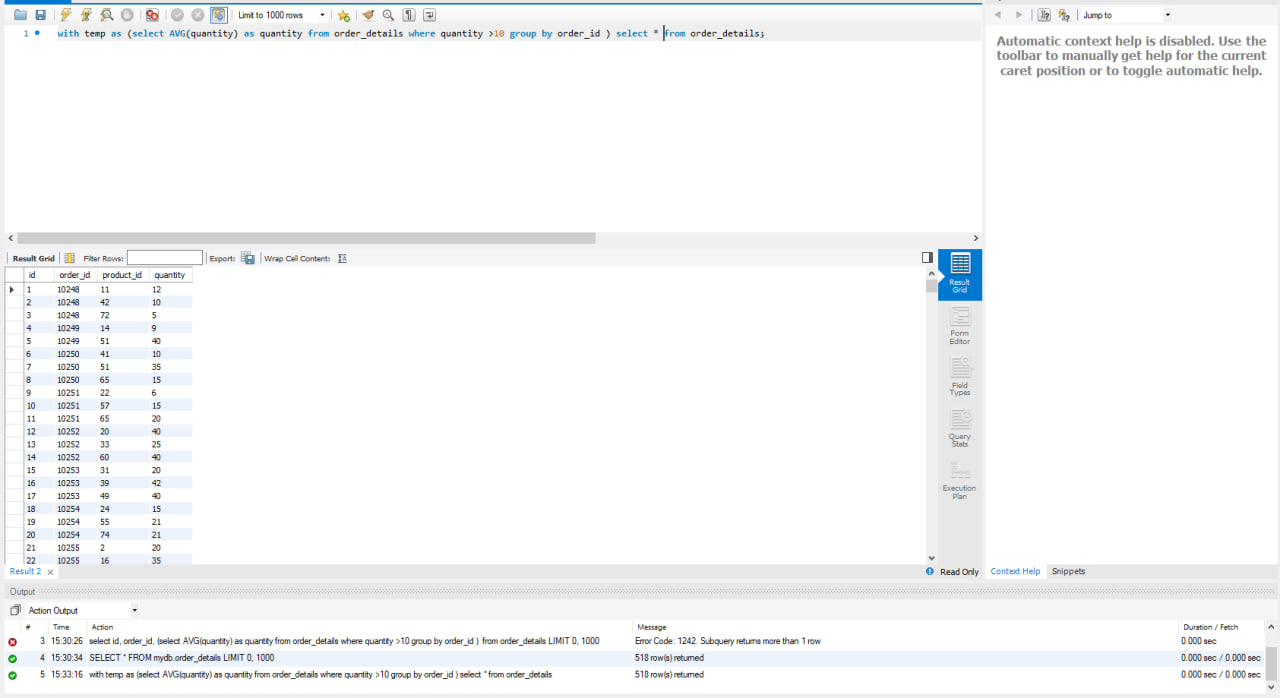 Limit to 1000 rows
Jump to
1 with temp as (select AVG(quantity) as quantity from order_details where quantity >10 group by order_id ) select * from order_details;
Automatic context help is disabled. Use the
toolbar to manually get help for the current
caret position or to toggle automatic help.
Result Grid Filter Rows: Export: Wrap Cell Content:
id order_id product_id quantity
1 10248 11 12
2 10248 42 10
3 10248 72 5
4 10249 14 9
5 10249 51 40
6 10250 41 10
7 10250 51 35
8 10250 65 15
9 10251 22 6
10 10251 57 15
11 10251 65 20
12 10252 20 40
13 10252 33 25
14 10252 60 40
15 10253 31 20
16 10253 39 42
17 10253 49 40
18 10254 24 15
19 10254 55 21
20 10254 74 21
21 10255 2 20
22 10255 16 35
Result
Grid
Form
Editor
Field
Types
Query
Stats
Execution
Plan
Result 2
Read Only
Context Help Snippets
Output
Action Output
# Time Action Message Duration / Fetch
3 15:30:26 select id, order_id, (select AVG(quantity) as quantity from order_details where quantity >10 group by order_id ) from order_details LIMIT 0, 1000 Error Code: 1242. Subquery returns more than 1 row 0.000 sec
4 15:30:34 SELECT * FROM mydb.order_details LIMIT 0, 1000 518 row(s) returned 0.000 sec / 0.000 sec
5 15:33:16 with temp as (select AVG(quantity) as quantity from order_details where quantity >10 group by order_id ) select * from order_details 518 row(s) returned 0.000 sec / 0.000 sec